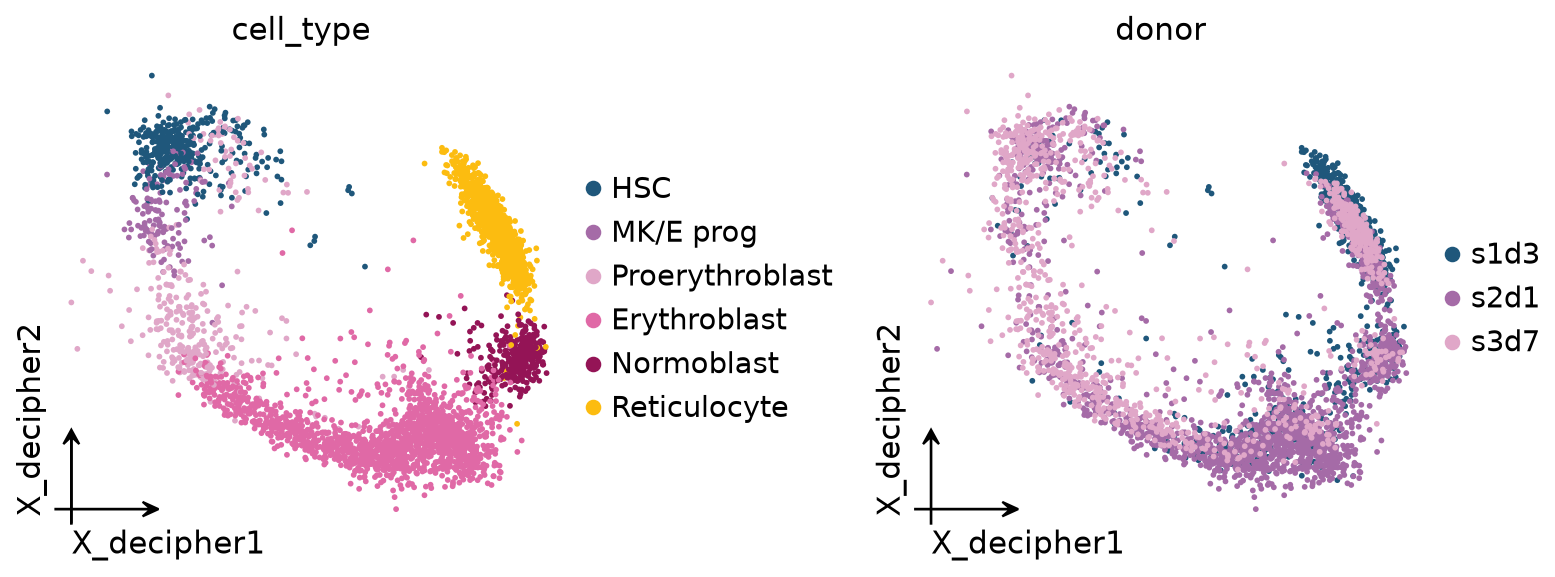 cell_type
HSC
MK/E prog
Proerythroblast
Erythroblast
Normoblast
Reticulocyte
X_decipher2
X_decipher1
donor
s1d3
s2d1
s3d7
X_decipher2
X_decipher1